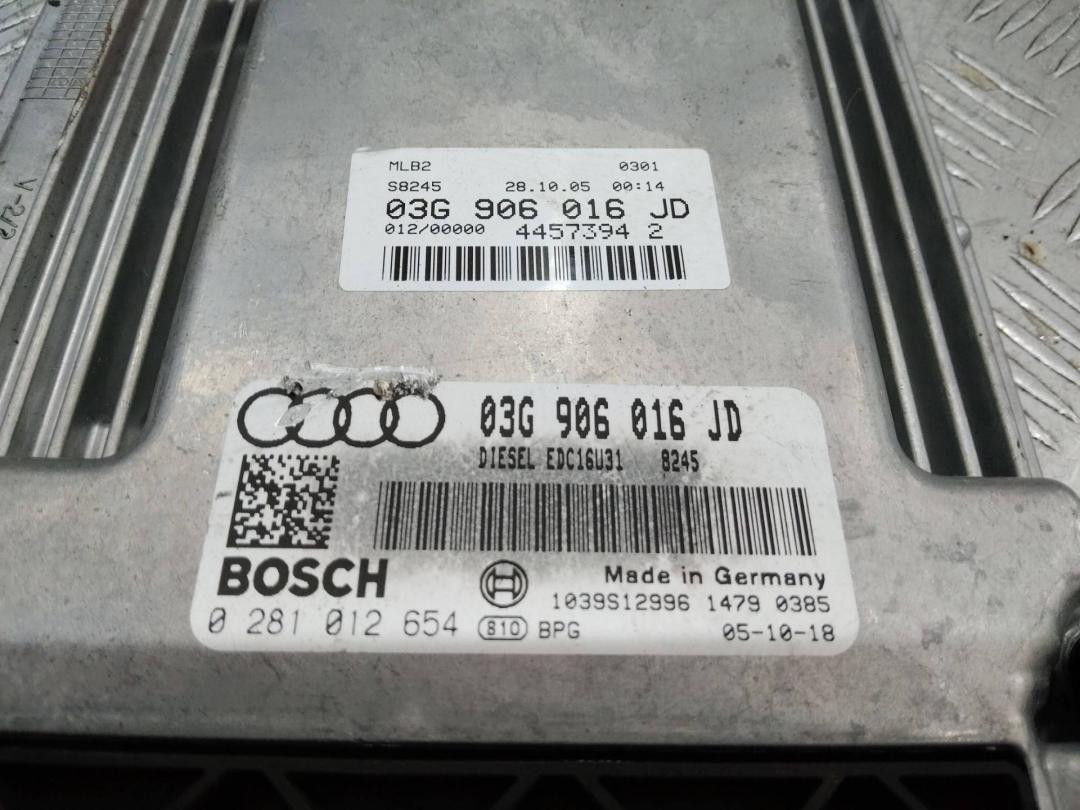 MLB2 0301
S8245 28.10.05 00:14
03G 906 016 JD
012/00000 4457394 2
03G 906 016 JD
DIESEL EDC16U31 8245
BOSCH
Made in Germany
1039S12996 1479 0385
0 281 012 654 810 BPG 05-10-18